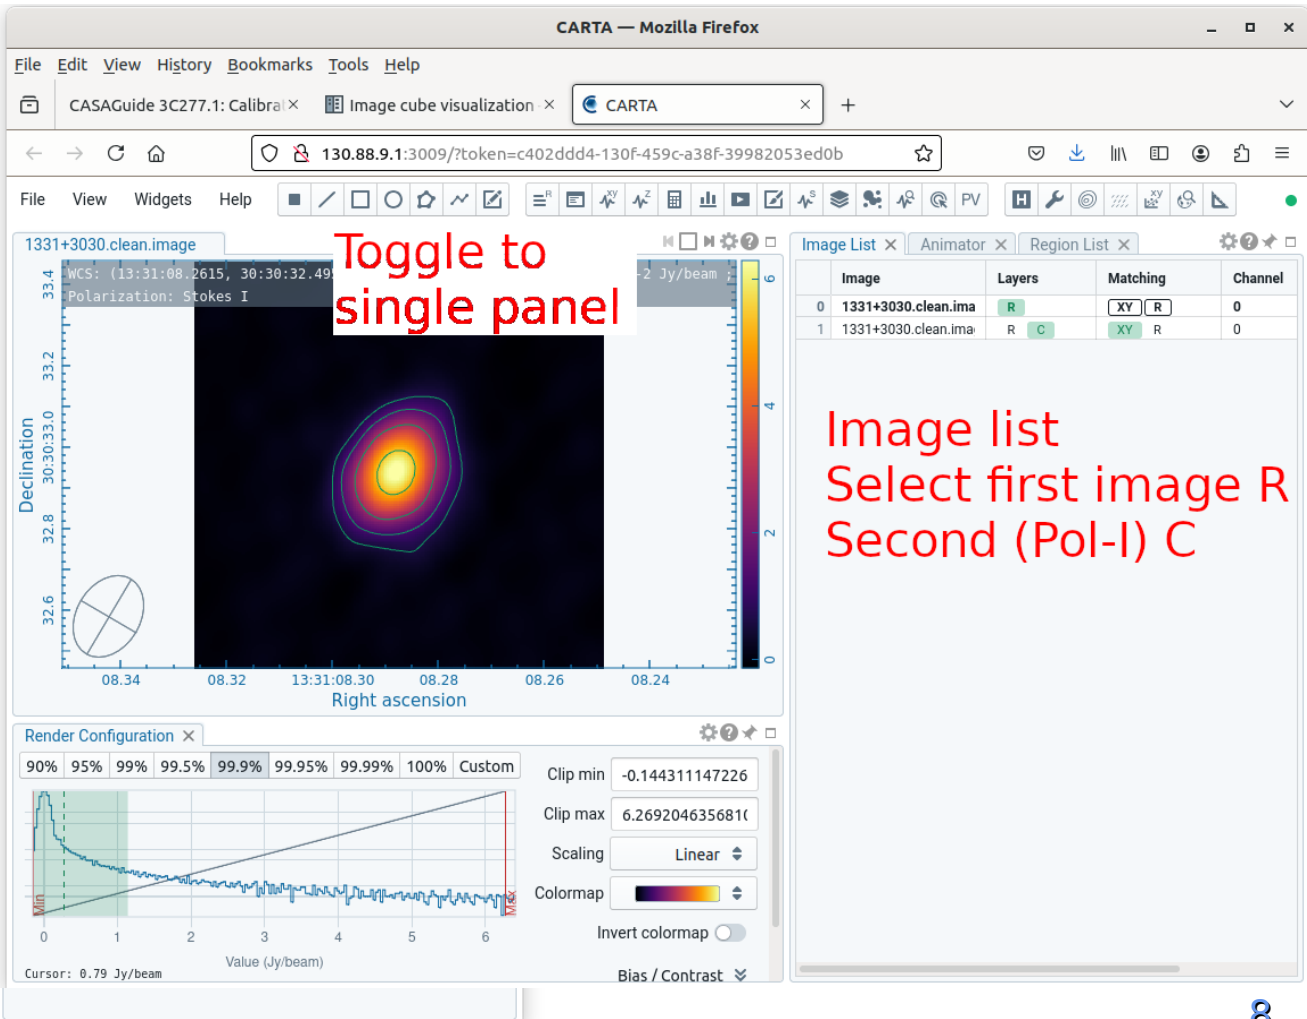 CARTA — Mozilla Firefox
File Edit View History Bookmarks Tools Help
CASAGuide 3C277.1: Calibra
Image cube visualization
CARTA
130.88.9.1:3009/?token=c402ddd4-130f-459c-a38f-39982053ed0b
File View Widgets Help
R XY Z S PV H XY
1331+3030.clean.image
Toggle to
single panel
WCS: (13:31:08.2615, 30:30:32.49
-2 Jy/beam ;
Polarization: Stokes I
33.4
33.2
30:30:33.0
32.8
32.6
Declination
08.34 08.32 13:31:08.30 08.28 08.26 08.24
Right ascension
6
4
2
0
Image List Animator Region List
Image Layers Matching Channel
0 1331+3030.clean.ima R XY R 0
1 1331+3030.clean.ima R C XY R 0
Image list
Select first image R
Second (Pol-I) C
Render Configuration
90% 95% 99% 99.5% 99.9% 99.95% 99.99% 100% Custom
Min
Max
0 1 2 3 4 5 6
Value (Jy/beam)
Cursor: 0.79 Jy/beam
Clip min -0.144311147226
Clip max 6.269204635681
Scaling Linear
Colormap
Invert colormap
Bias / Contrast
8